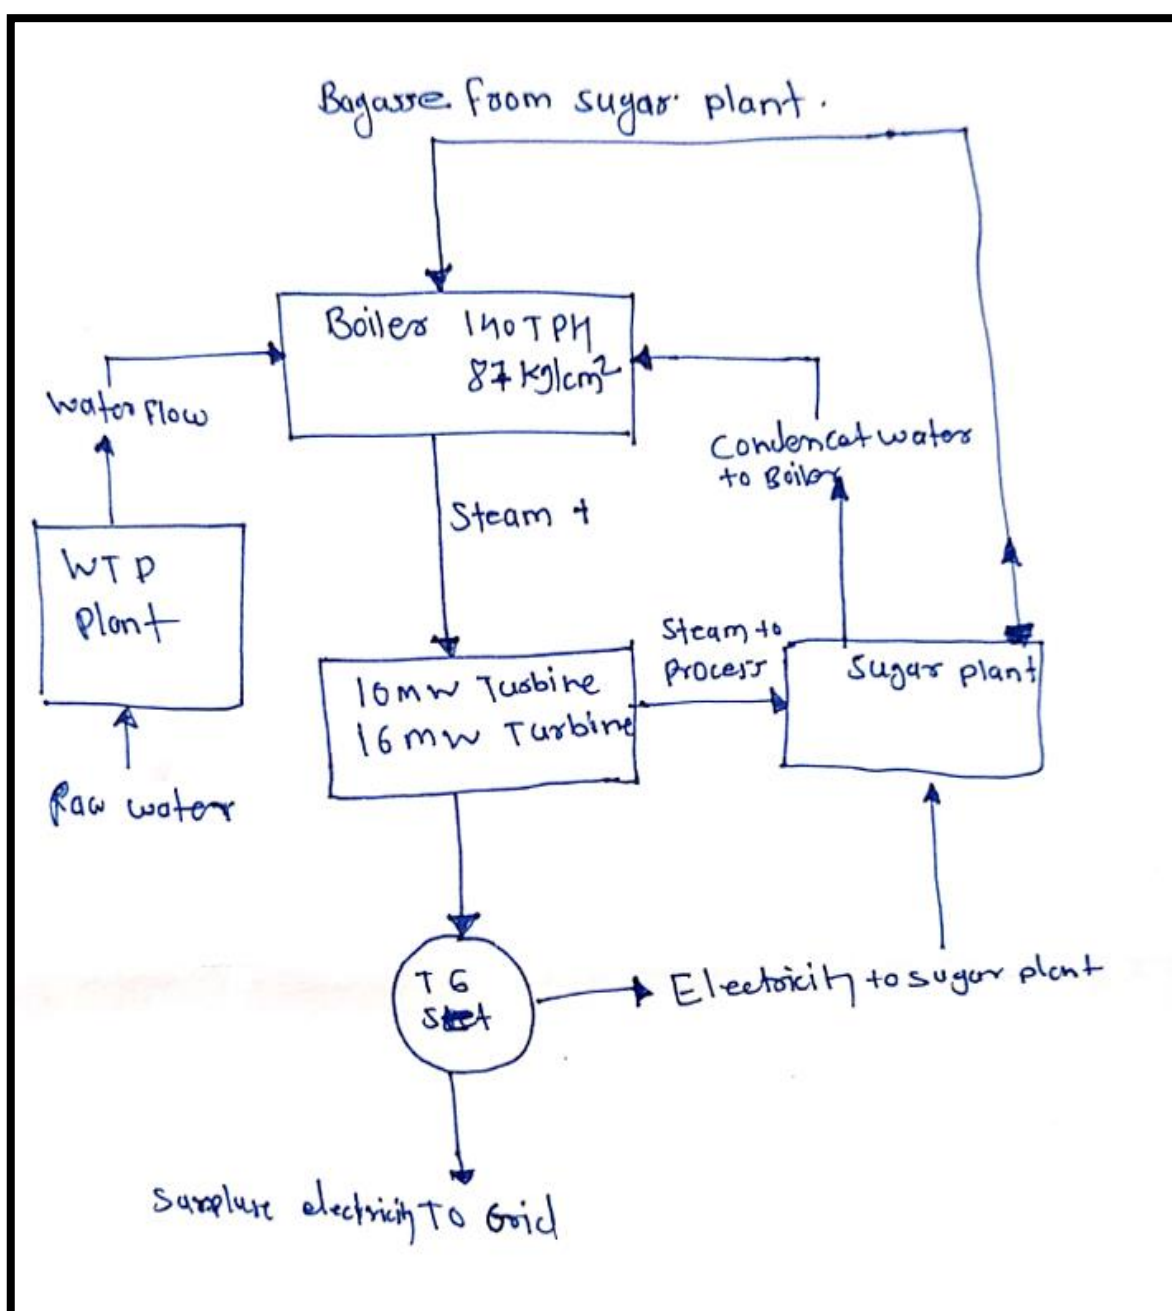 Bagasse from sugar plant.
Boiler 140 TPH
87 kg/cm²
Water flow
Condencat water
to Boiler
Steam t
WTP
Plant
Steam to
process
Sugar plant
10 MW Turbine
16 MW Turbine
Raw water
TG
Set
Electricity to sugar plant
Surpluse electricity To Grid